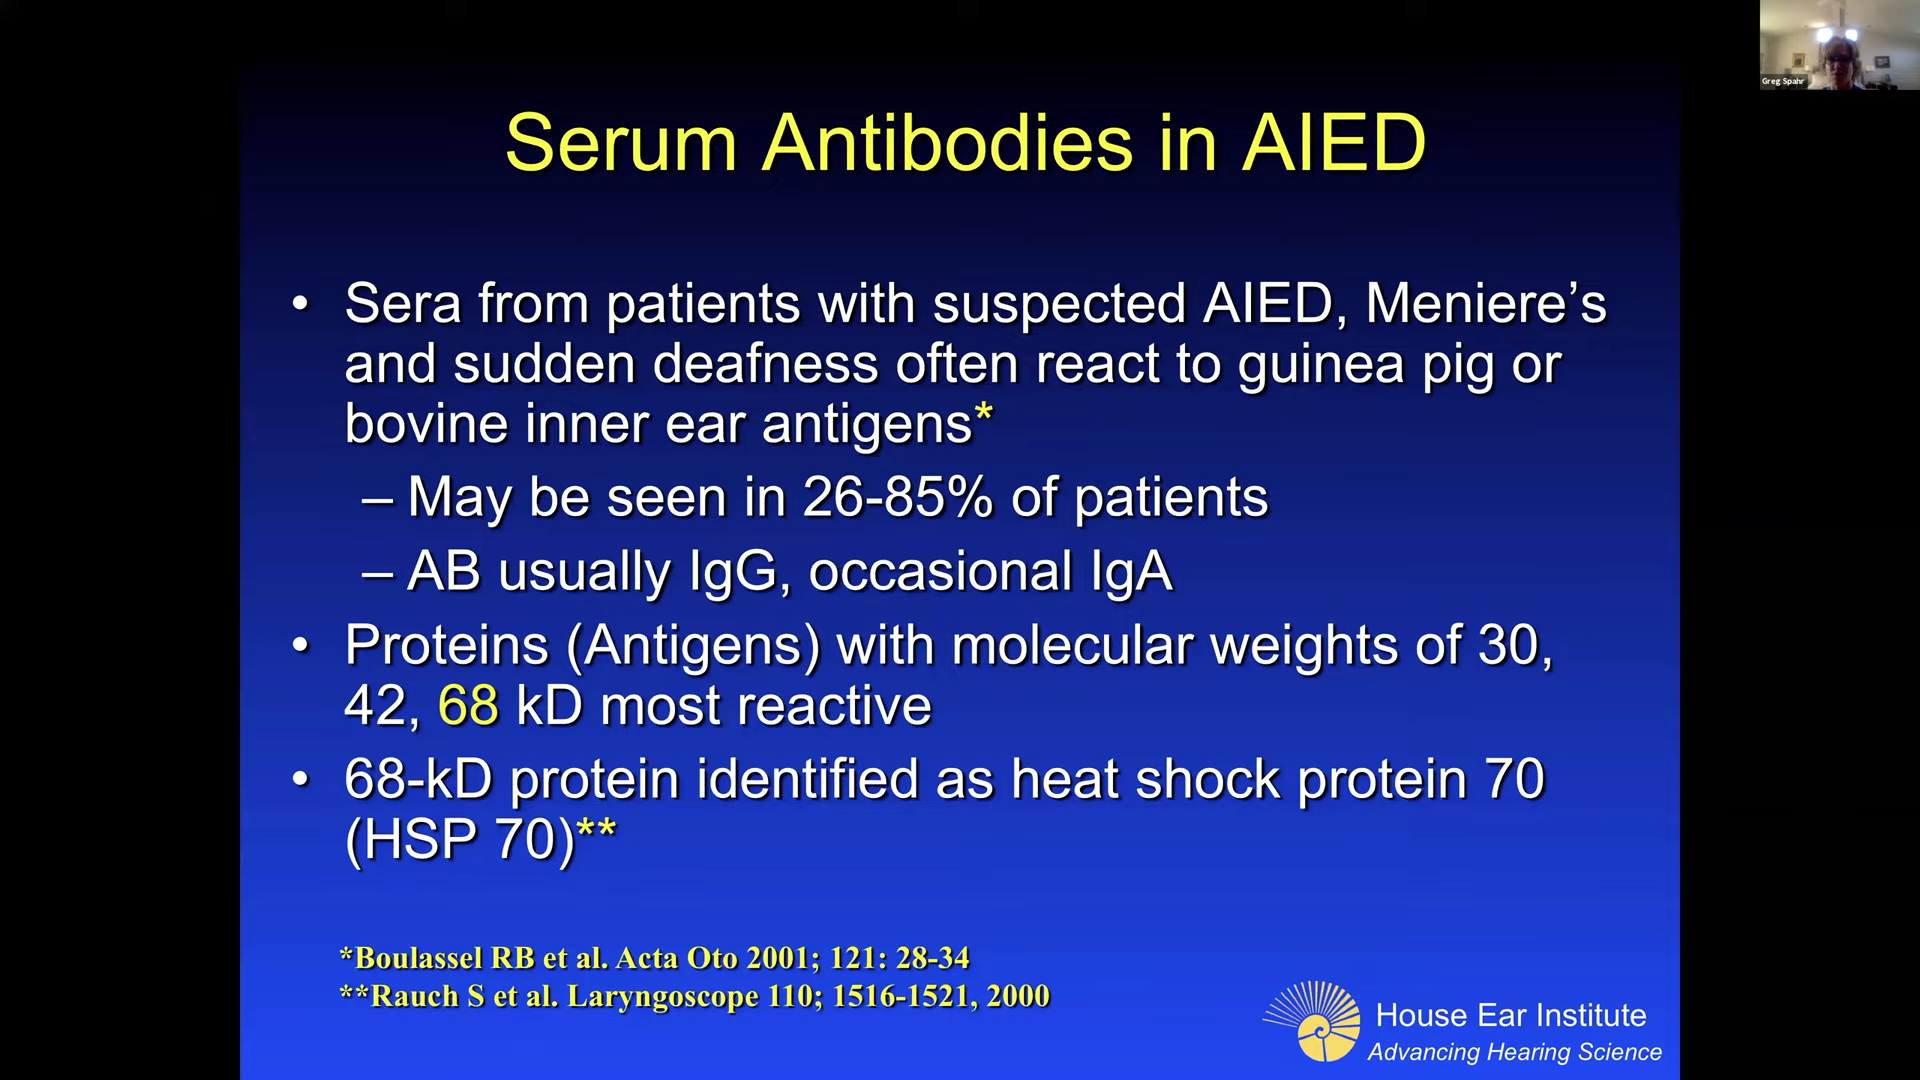 Greg Spahr
Serum Antibodies in AIED
• Sera from patients with suspected AIED, Meniere’s
and sudden deafness often react to guinea pig or
bovine inner ear antigens*
– May be seen in 26-85% of patients
– AB usually IgG, occasional IgA
• Proteins (Antigens) with molecular weights of 30,
42, 68 kD most reactive
• 68-kD protein identified as heat shock protein 70
(HSP 70)**
*Boulassel RB et al. Acta Oto 2001; 121: 28-34
**Rauch S et al. Laryngoscope 110; 1516-1521, 2000
House Ear Institute
Advancing Hearing Science